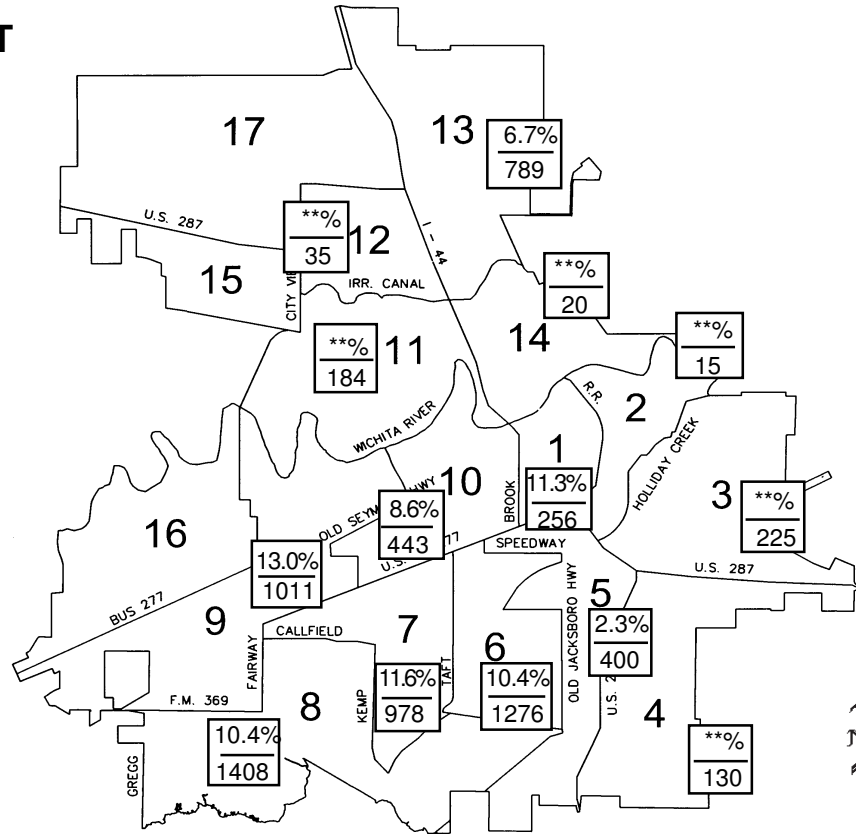 T
17
13
6.7%
789
U.S. 287
**%
35
12
I - 44
15
CITY VIE
IRR. CANAL
**%
20
**%
184
11
14
**%
15
R.R.
2
WICHITA RIVER
1
HOLLIDAY CREEK
10
3
16
OLD SEYM
HWY
8.6%
443
BROOK
11.3%
256
**%
225
13.0%
1011
U.S.
77
SPEEDWAY
U.S. 287
BUS 277
9
CALLFIELD
7
6
OLD JACKSBORO HWY
5
2.3%
400
FAIRWAY
KEMP
11.6%
978
TAFT
10.4%
1276
U.S. 2
4
F.M. 369
8
10.4%
1408
GREGG
**%
130